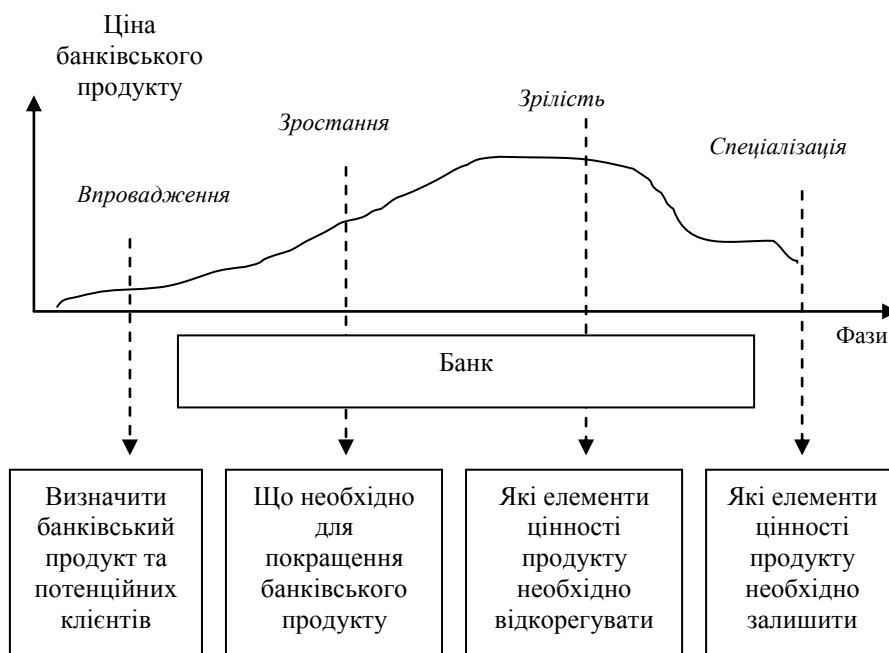 Ціна
банківського
продукту
Зрілість
Зростання
Спеціалізація
Впровадження
Фази
Банк
Визначити
банківський
продукт та
потенційних
клієнтів
Що необхідно
для
покращення
банківського
продукту
Які елементи
цінності
продукту
необхідно
відкорегувати
Які елементи
цінності
продукту
необхідно
залишити